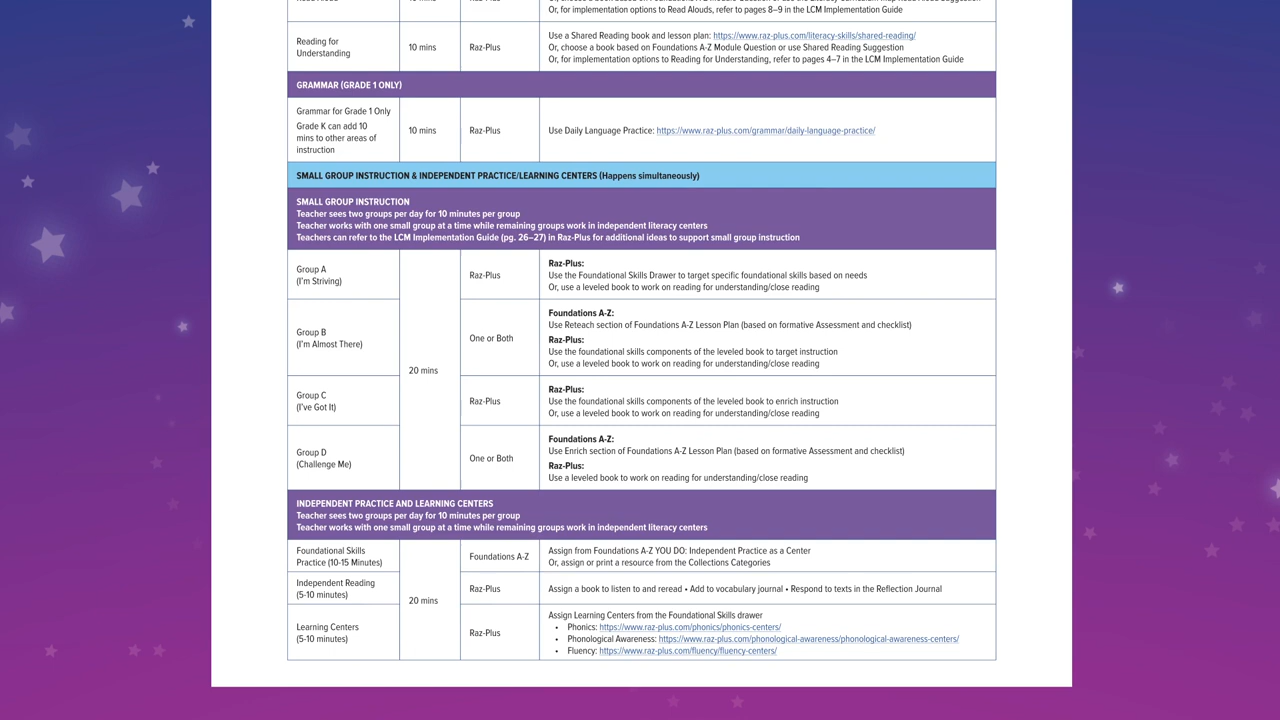 Or, for implementation options to Read Alouds, refer to pages 8–9 in the LCM Implementation Guide
Reading for
Understanding
10 mins
Raz-Plus
Use a Shared Reading book and lesson plan: https://www.raz-plus.com/literacy-skills/shared-reading/
Or, choose a book based on Foundations A-Z Module Question or use Shared Reading Suggestion
Or, for implementation options to Reading for Understanding, refer to pages 4–7 in the LCM Implementation Guide
GRAMMAR (GRADE 1 ONLY)
Grammar for Grade 1 Only
Grade K can add 10
mins to other areas of
instruction
10 mins
Raz-Plus
Use Daily Language Practice: https://www.raz-plus.com/grammar/daily-language-practice/
SMALL GROUP INSTRUCTION & INDEPENDENT PRACTICE/LEARNING CENTERS (Happens simultaneously)
SMALL GROUP INSTRUCTION
Teacher sees two groups per day for 10 minutes per group
Teacher works with one small group at a time while remaining groups work in independent literacy centers
Teachers can refer to the LCM Implementation Guide (pg. 26–27) in Raz-Plus for additional ideas to support small group instruction
Group A
(I'm Striving)
20 mins
Raz-Plus
Raz-Plus:
Use the Foundational Skills Drawer to target specific foundational skills based on needs
Or, use a leveled book to work on reading for understanding/close reading
Group B
(I'm Almost There)
One or Both
Foundations A-Z:
Use Reteach section of Foundations A-Z Lesson Plan (based on formative Assessment and checklist)
Raz-Plus:
Use the foundational skills components of the leveled book to target instruction
Or, use a leveled book to work on reading for understanding/close reading
Group C
(I've Got It)
Raz-Plus
Raz-Plus:
Use the foundational skills components of the leveled book to enrich instruction
Or, use a leveled book to work on reading for understanding/close reading
Group D
(Challenge Me)
One or Both
Foundations A-Z:
Use Enrich section of Foundations A-Z Lesson Plan (based on formative Assessment and checklist)
Raz-Plus:
Use a leveled book to work on reading for understanding/close reading
INDEPENDENT PRACTICE AND LEARNING CENTERS
Teacher sees two groups per day for 10 minutes per group
Teacher works with one small group at a time while remaining groups work in independent literacy centers
Foundational Skills
Practice (10-15 Minutes)
20 mins
Foundations A-Z
Assign from Foundations A-Z YOU DO: Independent Practice as a Center
Or, assign or print a resource from the Collections Categories
Independent Reading
(5-10 minutes)
Raz-Plus
Assign a book to listen to and reread • Add to vocabulary journal • Respond to texts in the Reflection Journal
Learning Centers
(5-10 minutes)
Raz-Plus
Assign Learning Centers from the Foundational Skills drawer
• Phonics: https://www.raz-plus.com/phonics/phonics-centers/
• Phonological Awareness: https://www.raz-plus.com/phonological-awareness/phonological-awareness-centers/
• Fluency: https://www.raz-plus.com/fluency/fluency-centers/